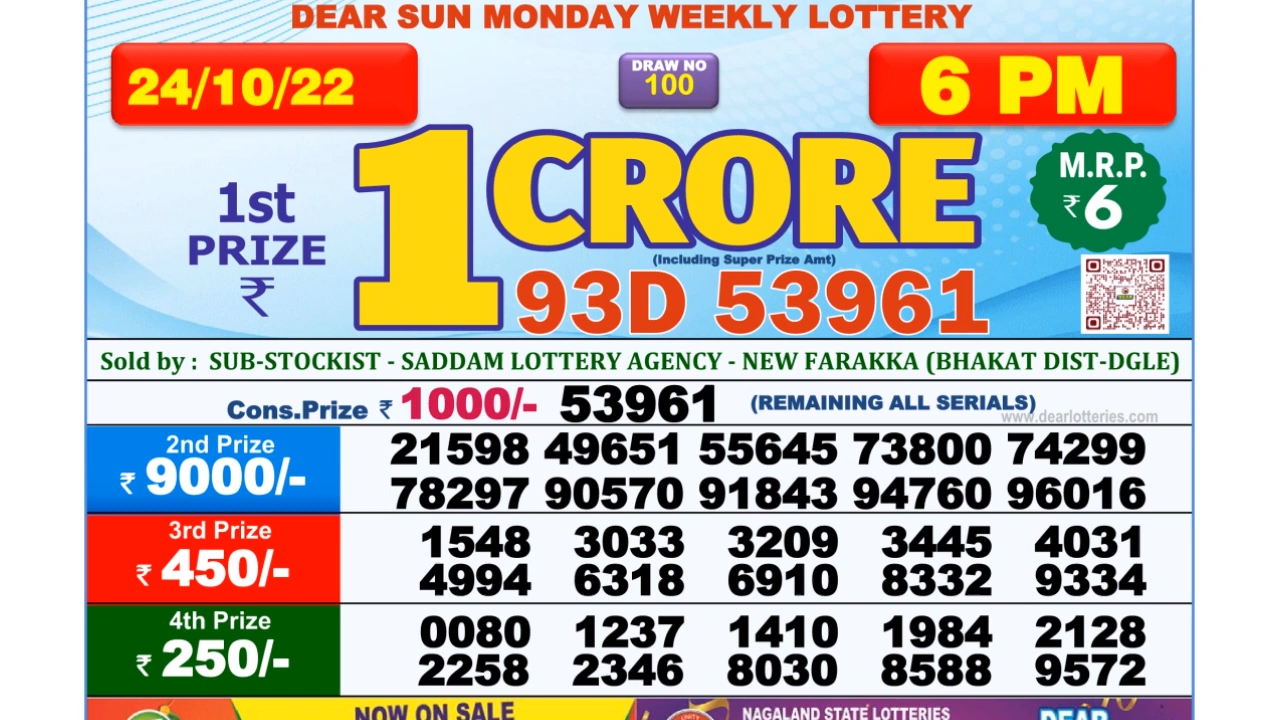 DEAR SUN MONDAY WEEKLY LOTTERY
24/10/22
DRAW NO
100
6 PM
1st
PRIZE
₹
1 CRORE
(Including Super Prize Amt)
93D 53961
M.R.P.
₹ 6
Sold by : SUB-STOCKIST - SADDAM LOTTERY AGENCY - NEW FARAKKA (BHAKAT DIST-DGLE)
Cons.Prize ₹ 1000/- 53961 (REMAINING ALL SERIALS)
www.dearlotteries.com
2nd Prize
₹ 9000/-
21598 49651 55645 73800 74299
78297 90570 91843 94760 96016
3rd Prize
₹ 450/-
1548 3033 3209 3445 4031
4994 6318 6910 8332 9334
4th Prize
₹ 250/-
0080 1237 1410 1984 2128
2258 2346 8030 8588 9572
NOW ON SALE
NAGALAND STATE LOTTERIES
DEAR